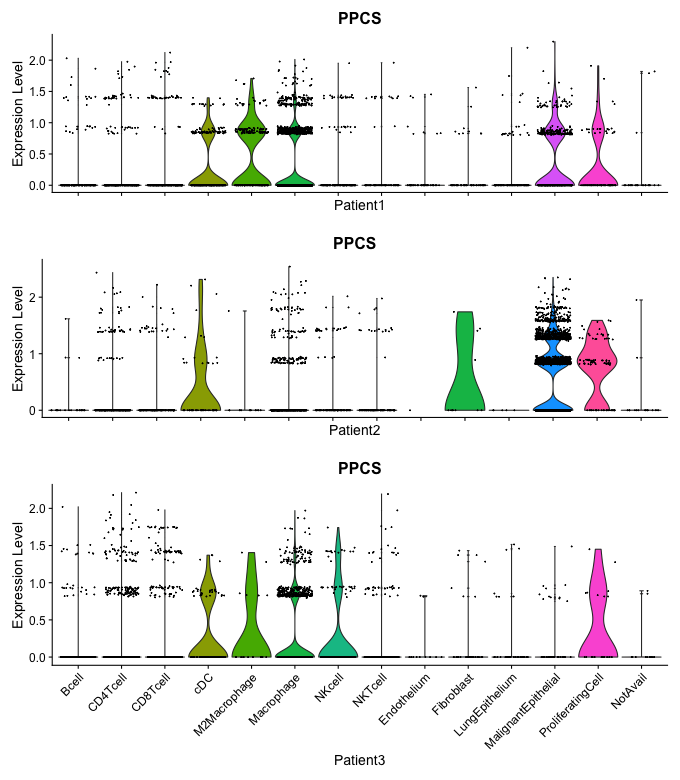 PPCS
Expression Level
2.0
1.5
1.0
0.5
0.0
Patient1
PPCS
Expression Level
2
1
0
Patient2
PPCS
Expression Level
2.0
1.5
1.0
0.5
0.0
Bcell
CD4Tcell
CD8Tcell
cDC
M2Macrophage
Macrophage
NKcell
NKTcell
Endothelium
Fibroblast
LungEpithelium
MalignantEpithelial
ProliferatingCell
NotAvail
Patient3